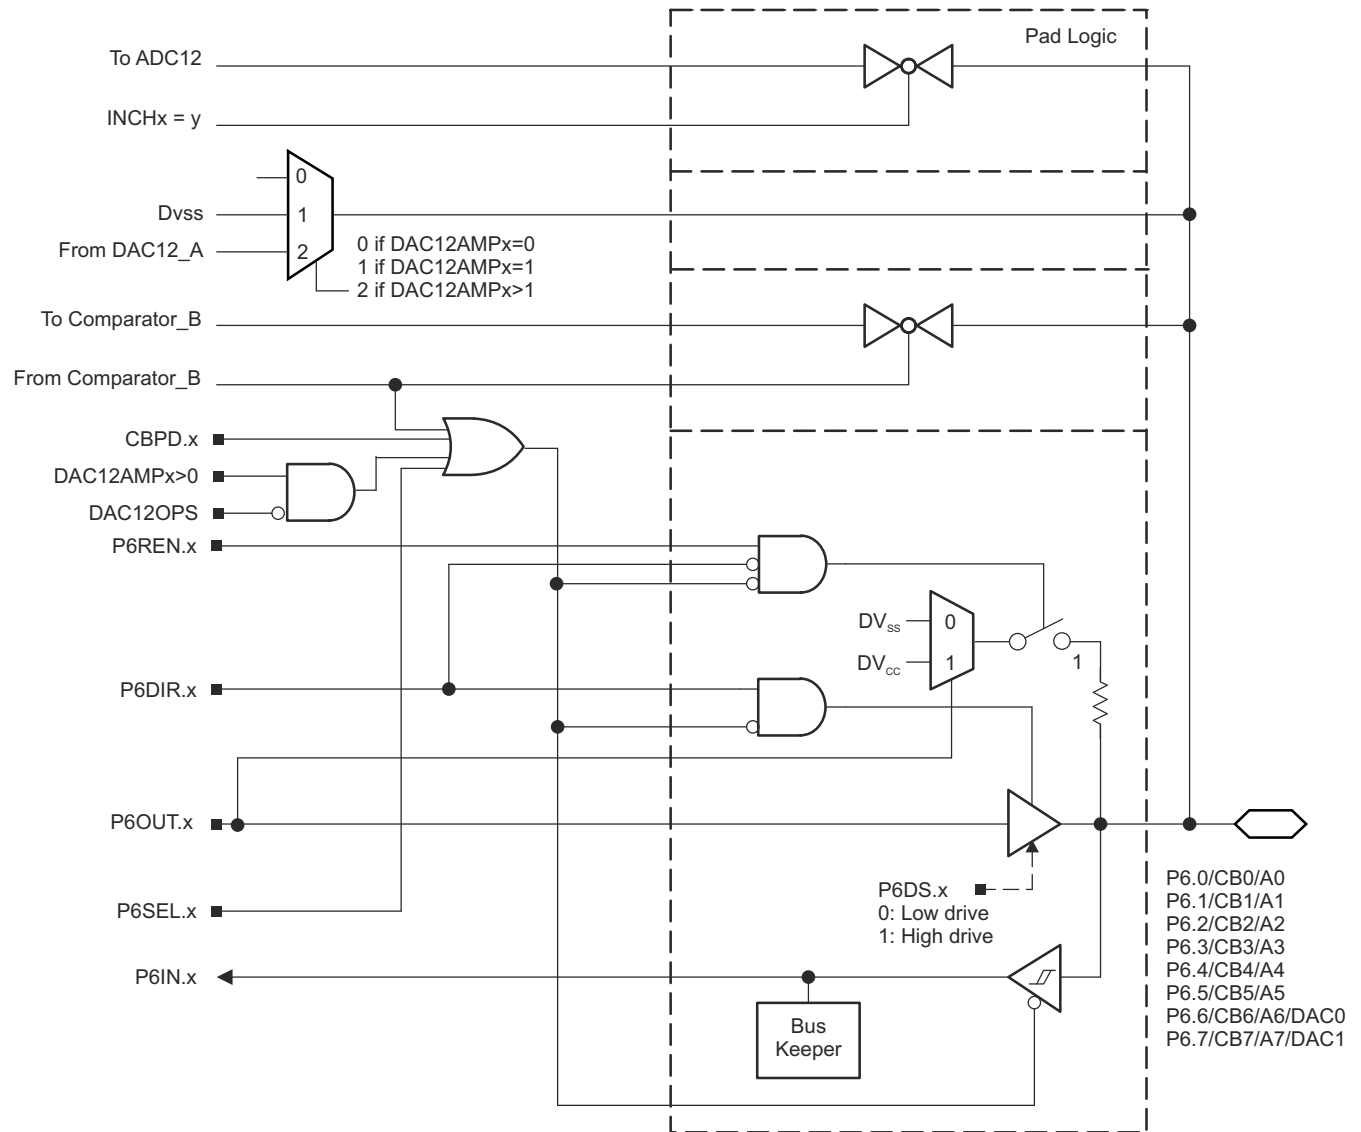 Pad Logic
To ADC12
INCHx = y
0
Dvss
1
From DAC12_A
2
0 if DAC12AMPx=0
1 if DAC12AMPx=1
2 if DAC12AMPx>1
To Comparator_B
From Comparator_B
CBPD.x
DAC12AMPx>0
DAC12OPS
P6REN.x
DVSS
0
DVCC
1
1
P6DIR.x
P6OUT.x
P6DS.x
0: Low drive
1: High drive
P6SEL.x
P6IN.x
Bus
Keeper
P6.0/CB0/A0
P6.1/CB1/A1
P6.2/CB2/A2
P6.3/CB3/A3
P6.4/CB4/A4
P6.5/CB5/A5
P6.6/CB6/A6/DAC0
P6.7/CB7/A7/DAC1